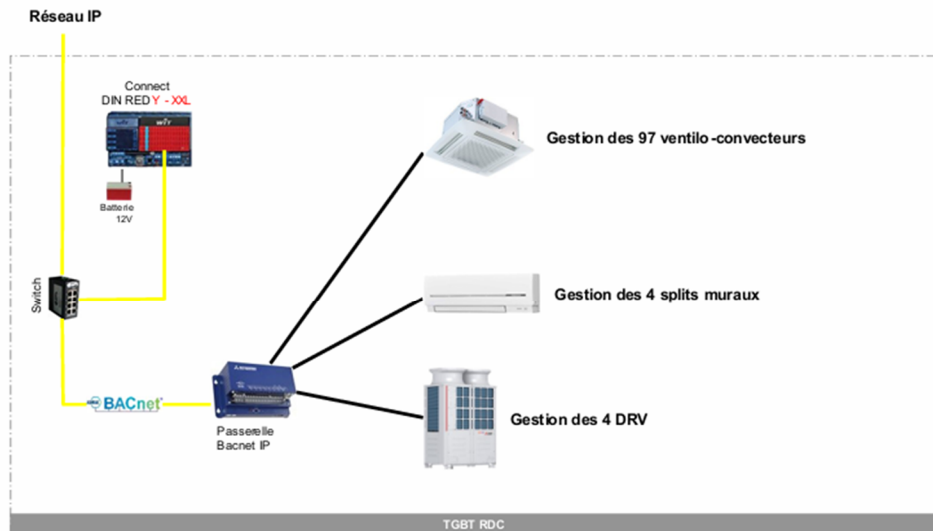 Réseau IP
Connect
DIN REDY - XXL
Batterie
12V
Switch
Gestion des 97 ventilo-convecteurs
Gestion des 4 splits muraux
BACnet
Passerelle
Bacnet IP
Gestion des 4 DRV
TGBT RDC